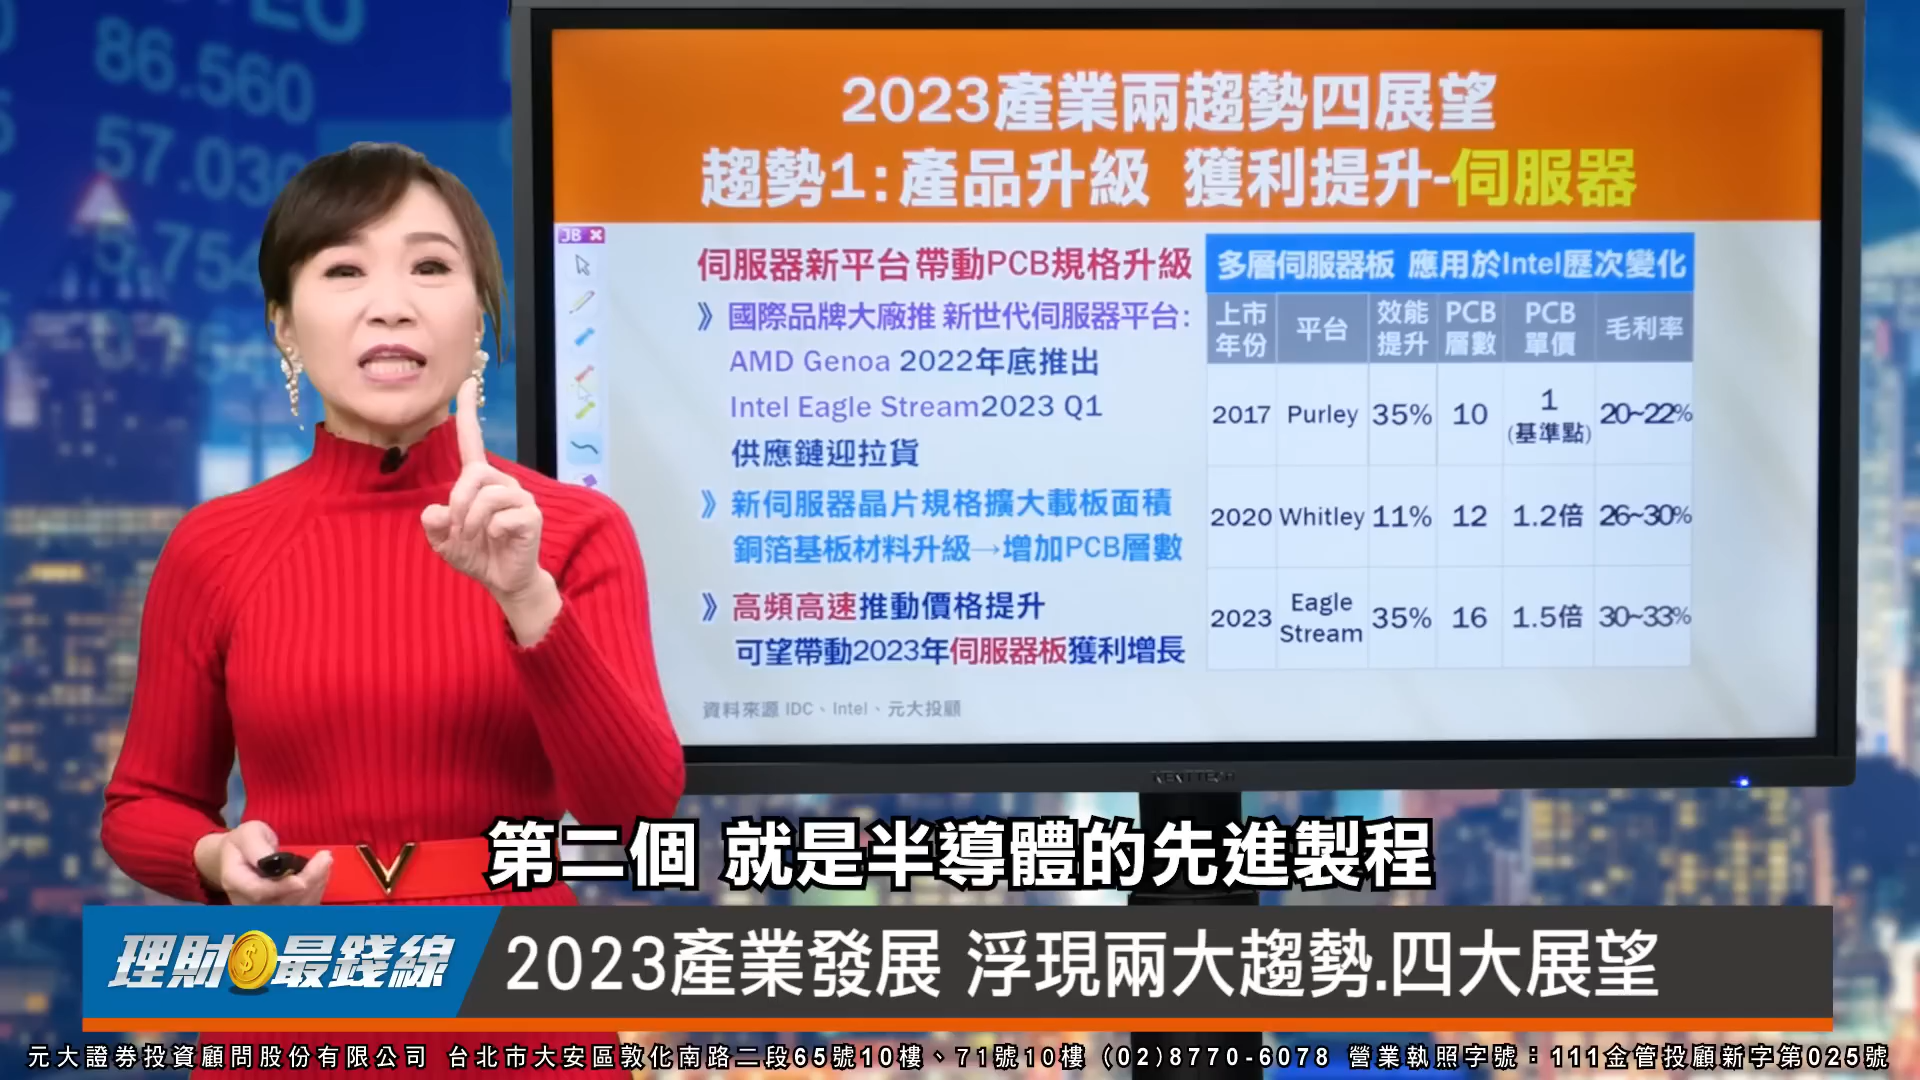 86.560
57.030
5.754
2023產業兩趨勢四展望
趨勢1:產品升級 獲利提升-伺服器
JB
伺服器新平台帶動PCB規格升級
》國際品牌大廠推 新世代伺服器平台:
AMD Genoa 2022年底推出
Intel Eagle Stream2023 Q1
供應鏈迎拉貨
》新伺服器晶片規格擴大載板面積
銅箔基板材料升級→增加PCB層數
》高頻高速推動價格提升
可望帶動2023年伺服器板獲利增長
資料來源 IDC、Intel、元大投顧
多層伺服器板 應用於Intel歷次變化
上市年份 平台 效能提升 PCB層數 PCB單價 毛利率
2017 Purley 35% 10 1(基準點) 20~22%
2020 Whitley 11% 12 1.2倍 26~30%
2023 Eagle Stream 35% 16 1.5倍 30~33%
第二個 就是半導體的先進製程
理財最錢線
2023產業發展 浮現兩大趨勢.四大展望
元大證券投資顧問股份有限公司 台北市大安區敦化南路二段65號10樓、71號10樓 (02)8770-6078 營業執照字號:111金管投顧新字第025號